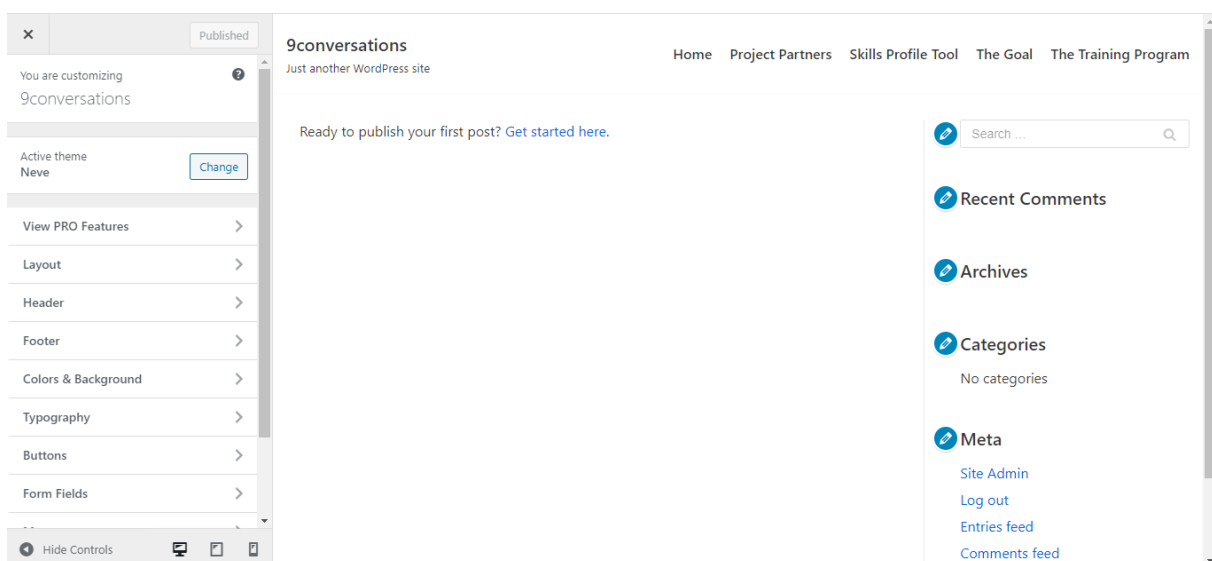 Published
You are customizing
9conversations
Active theme
Neve
Change
View PRO Features
Layout
Header
Footer
Colors & Background
Typography
Buttons
Form Fields
Hide Controls
9conversations
Just another WordPress site
Home Project Partners Skills Profile Tool The Goal The Training Program
Ready to publish your first post? Get started here.
Search ...
Recent Comments
Archives
Categories
No categories
Meta
Site Admin
Log out
Entries feed
Comments feed